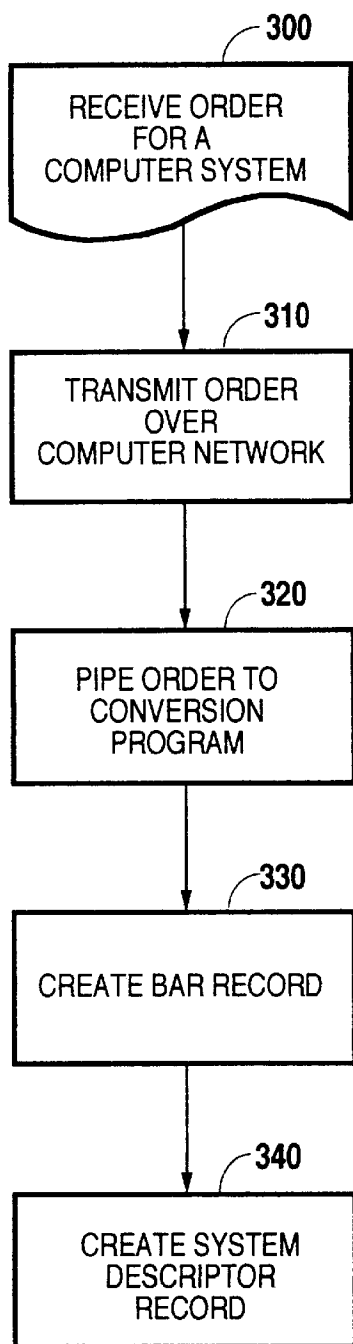 300
RECEIVE ORDER
FOR A
COMPUTER SYSTEM
310
TRANSMIT ORDER
OVER
COMPUTER NETWORK
320
PIPE ORDER TO
CONVERSION
PROGRAM
330
CREATE BAR RECORD
340
CREATE SYSTEM
DESCRIPTOR
RECORD